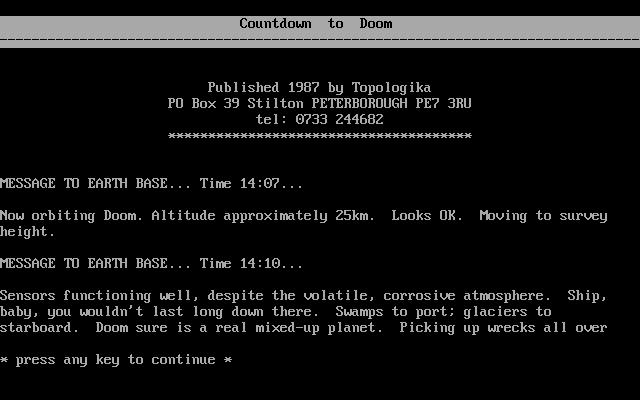 Countdown to Doom
Published 1987 by Topologika
PO Box 39 Stilton PETERBOROUGH PE7 3RU
tel: 0733 244682
**************************************
MESSAGE TO EARTH BASE... Time 14:07...
Now orbiting Doom. Altitude approximately 25km.  Looks OK.  Moving to survey
height.
MESSAGE TO EARTH BASE... Time 14:10...
Sensors functioning well, despite the volatile, corrosive atmosphere.  Ship,
baby, you wouldn't last long down there.  Swamps to port; glaciers to
starboard.  Doom sure is a real mixed-up planet.  Picking up wrecks all over
* press any key to continue *